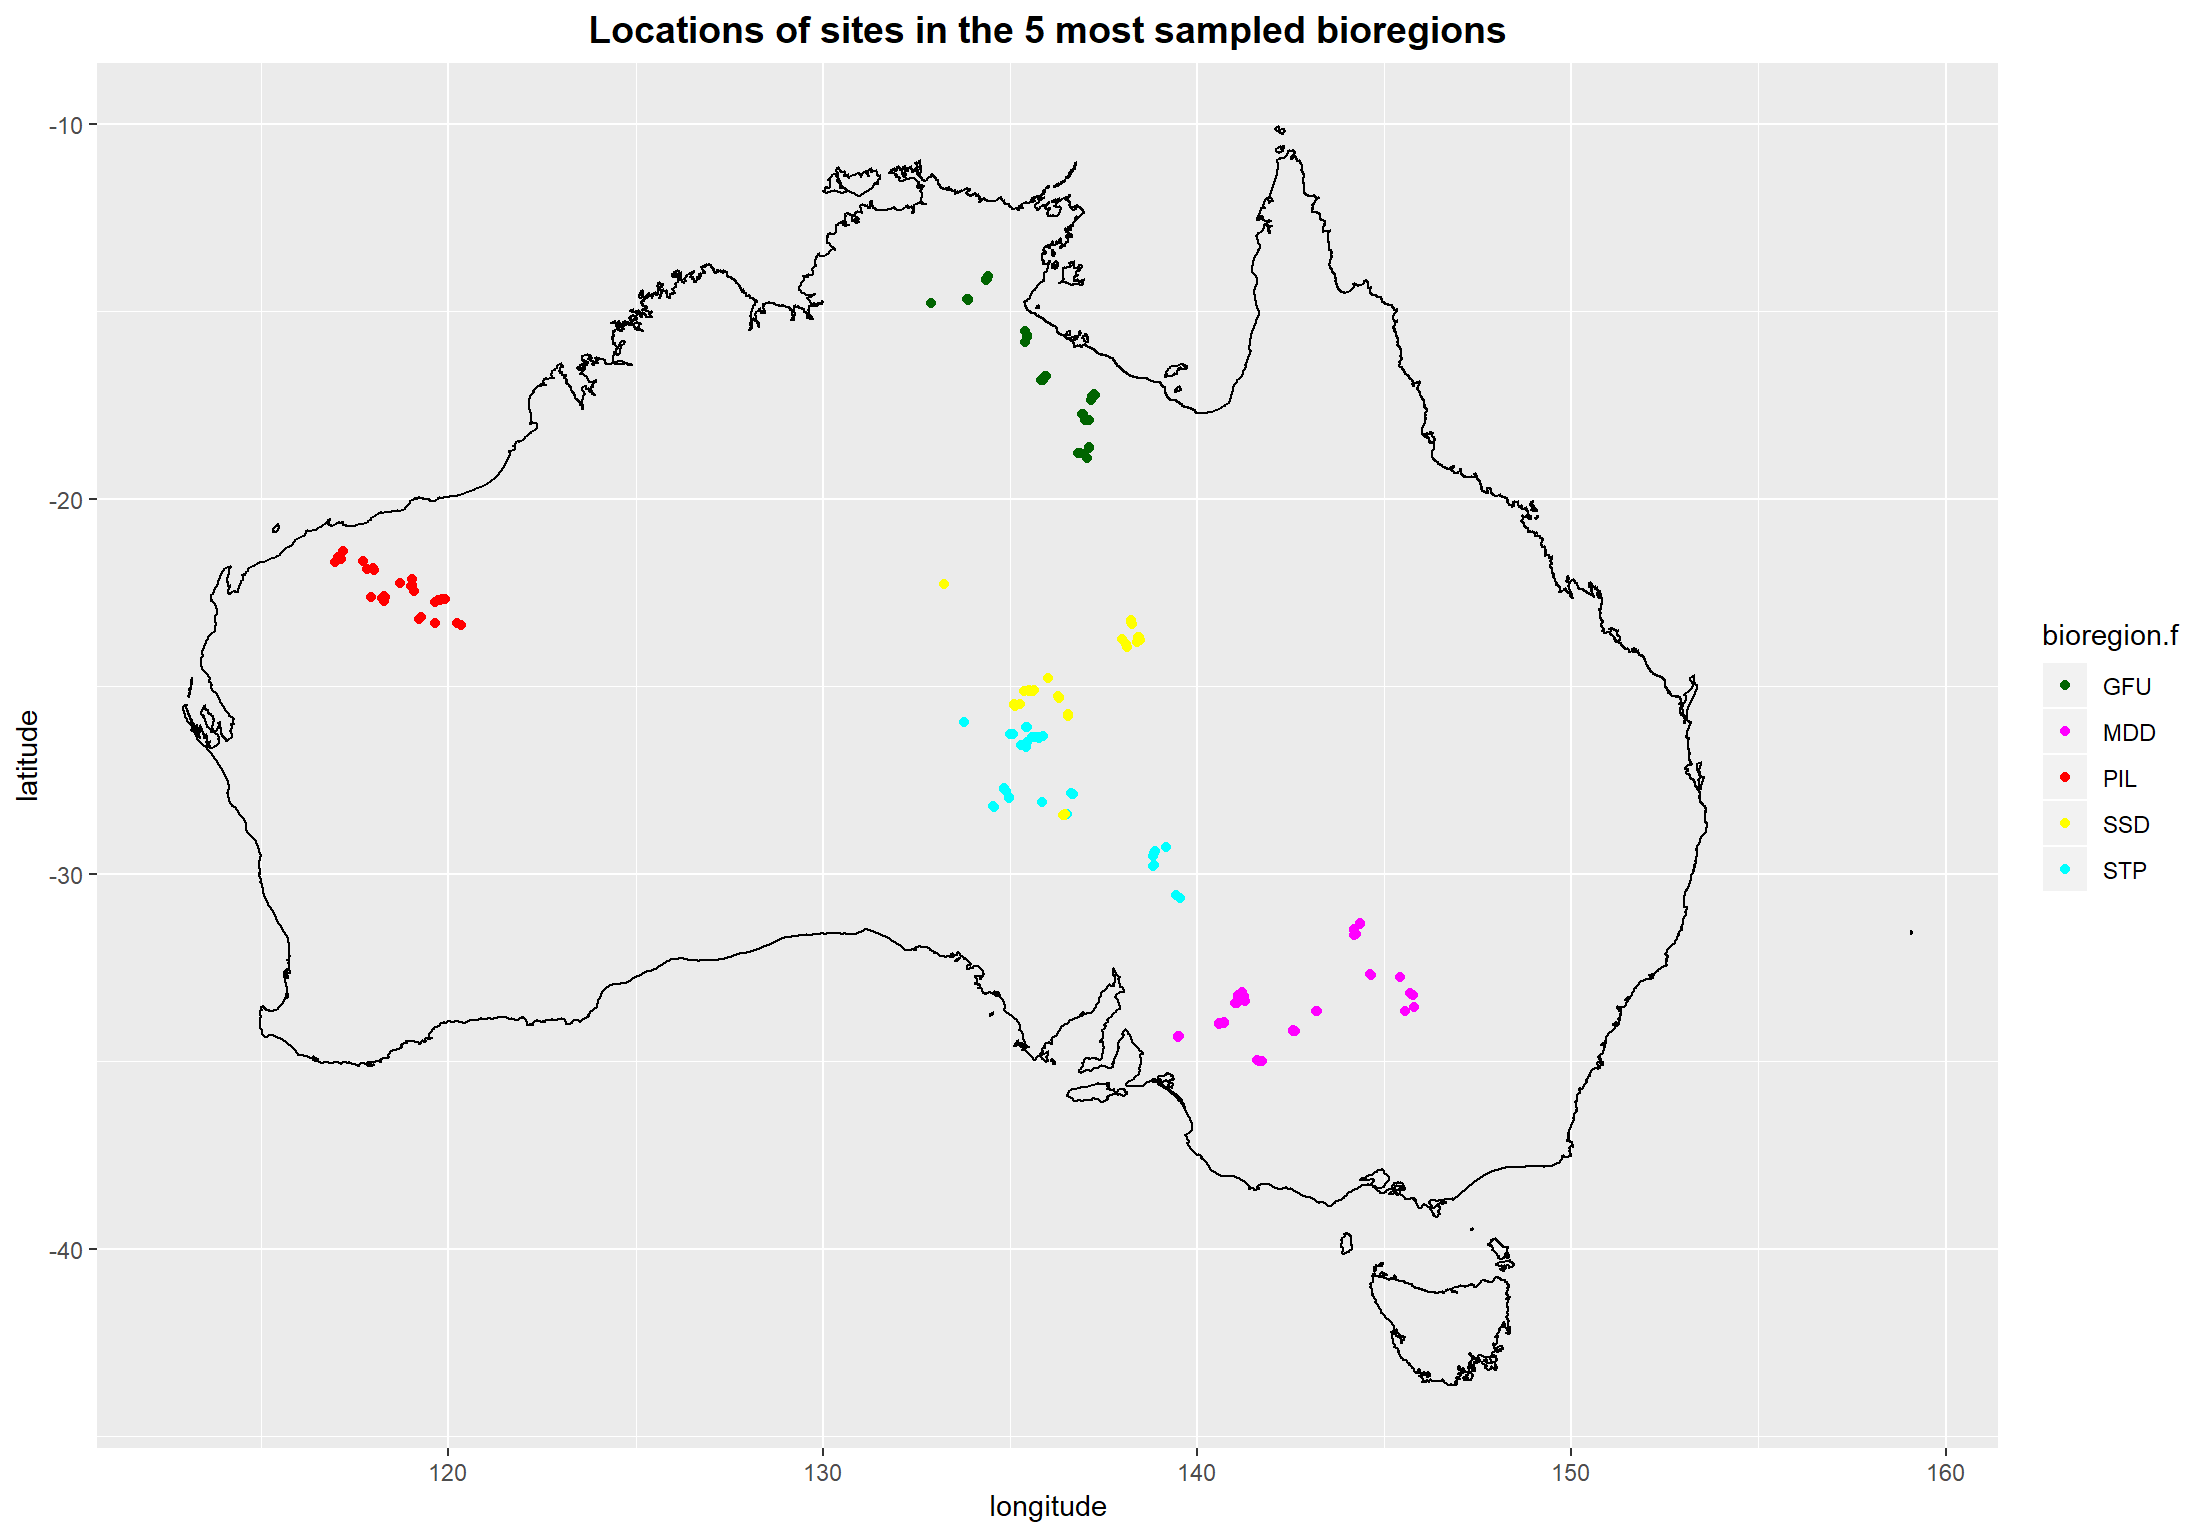 Locations of sites in the 5 most sampled bioregions
-10
-20
-30
-40
latitude
120
130
140
150
160
longitude
bioregion.f
GFU
MDD
PIL
SSD
STP